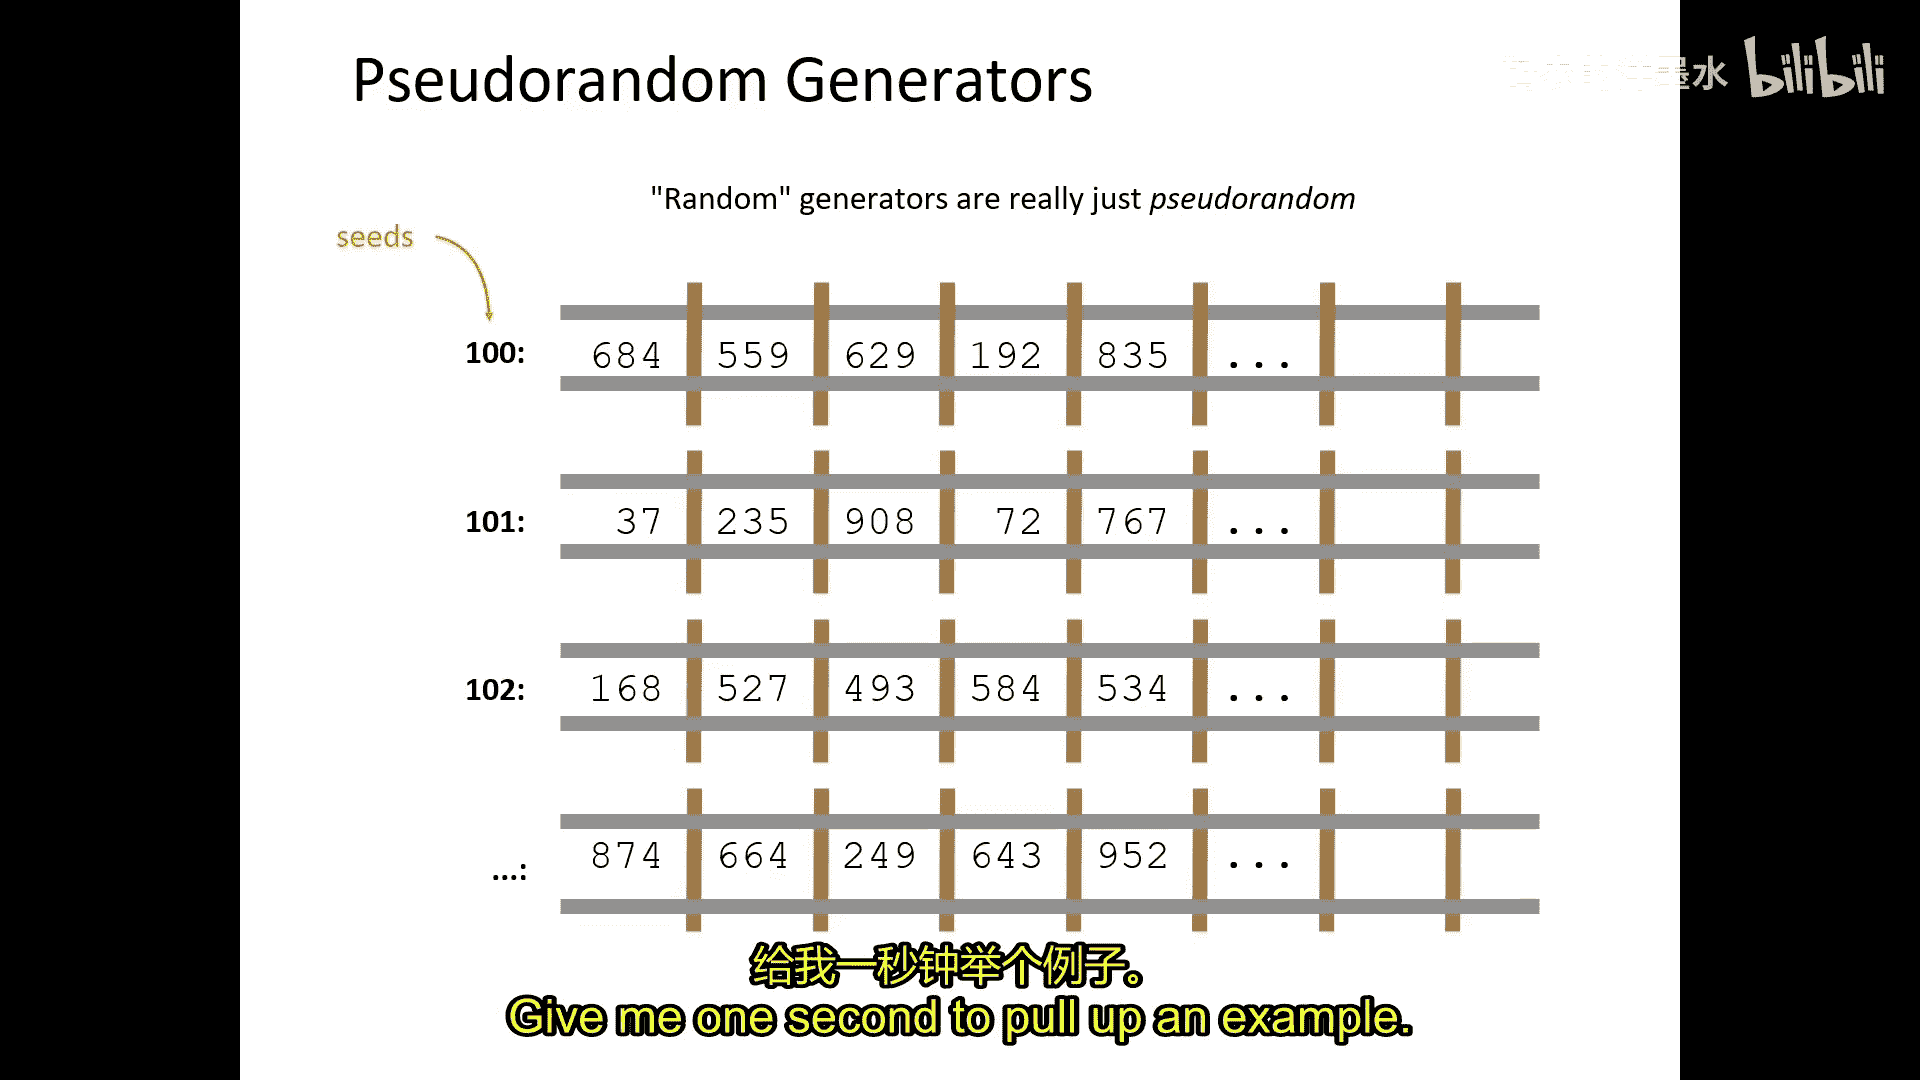 Pseudorandom Generators
水 bilibili
"Random" generators are really just pseudorandom
seeds
100: 684 559 629 192 835 ...
101: 37 235 908 72 767 ...
102: 168 527 493 584 534 ...
...: 874 664 249 643 952 ...
给我一秒钟举个例子。
Give me one second to pull up an example.